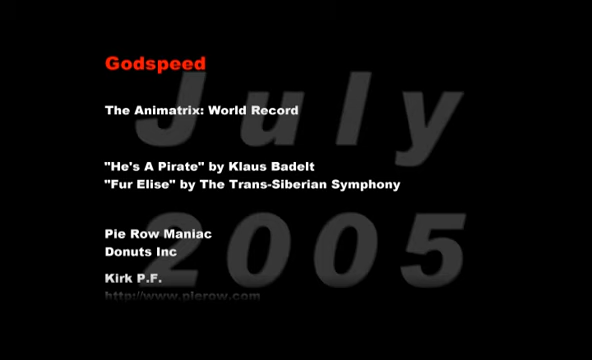 Godspeed
July
The Animatrix: World Record
"He's A Pirate" by Klaus Badelt
"Fur Elise" by The Trans-Siberian Symphony
2005
Pie Row Maniac
Donuts Inc
Kirk P.F.
http://www.pierow.com